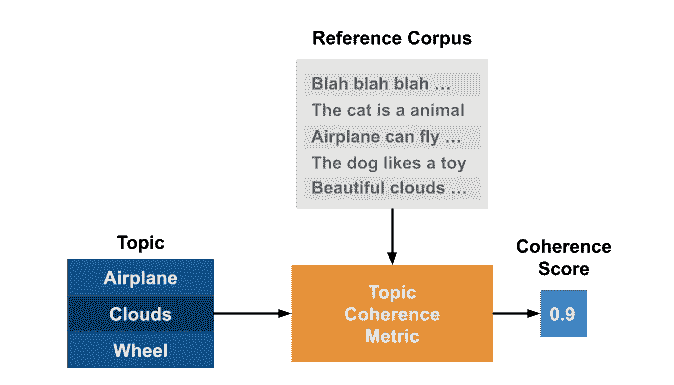 Reference Corpus
Blah blah blah ...
The cat is a animal
Airplane can fly ...
The dog likes a toy
Beautiful clouds ...
Topic
Airplane
Clouds
Wheel
Topic
Coherence
Metric
Coherence
Score
0.9